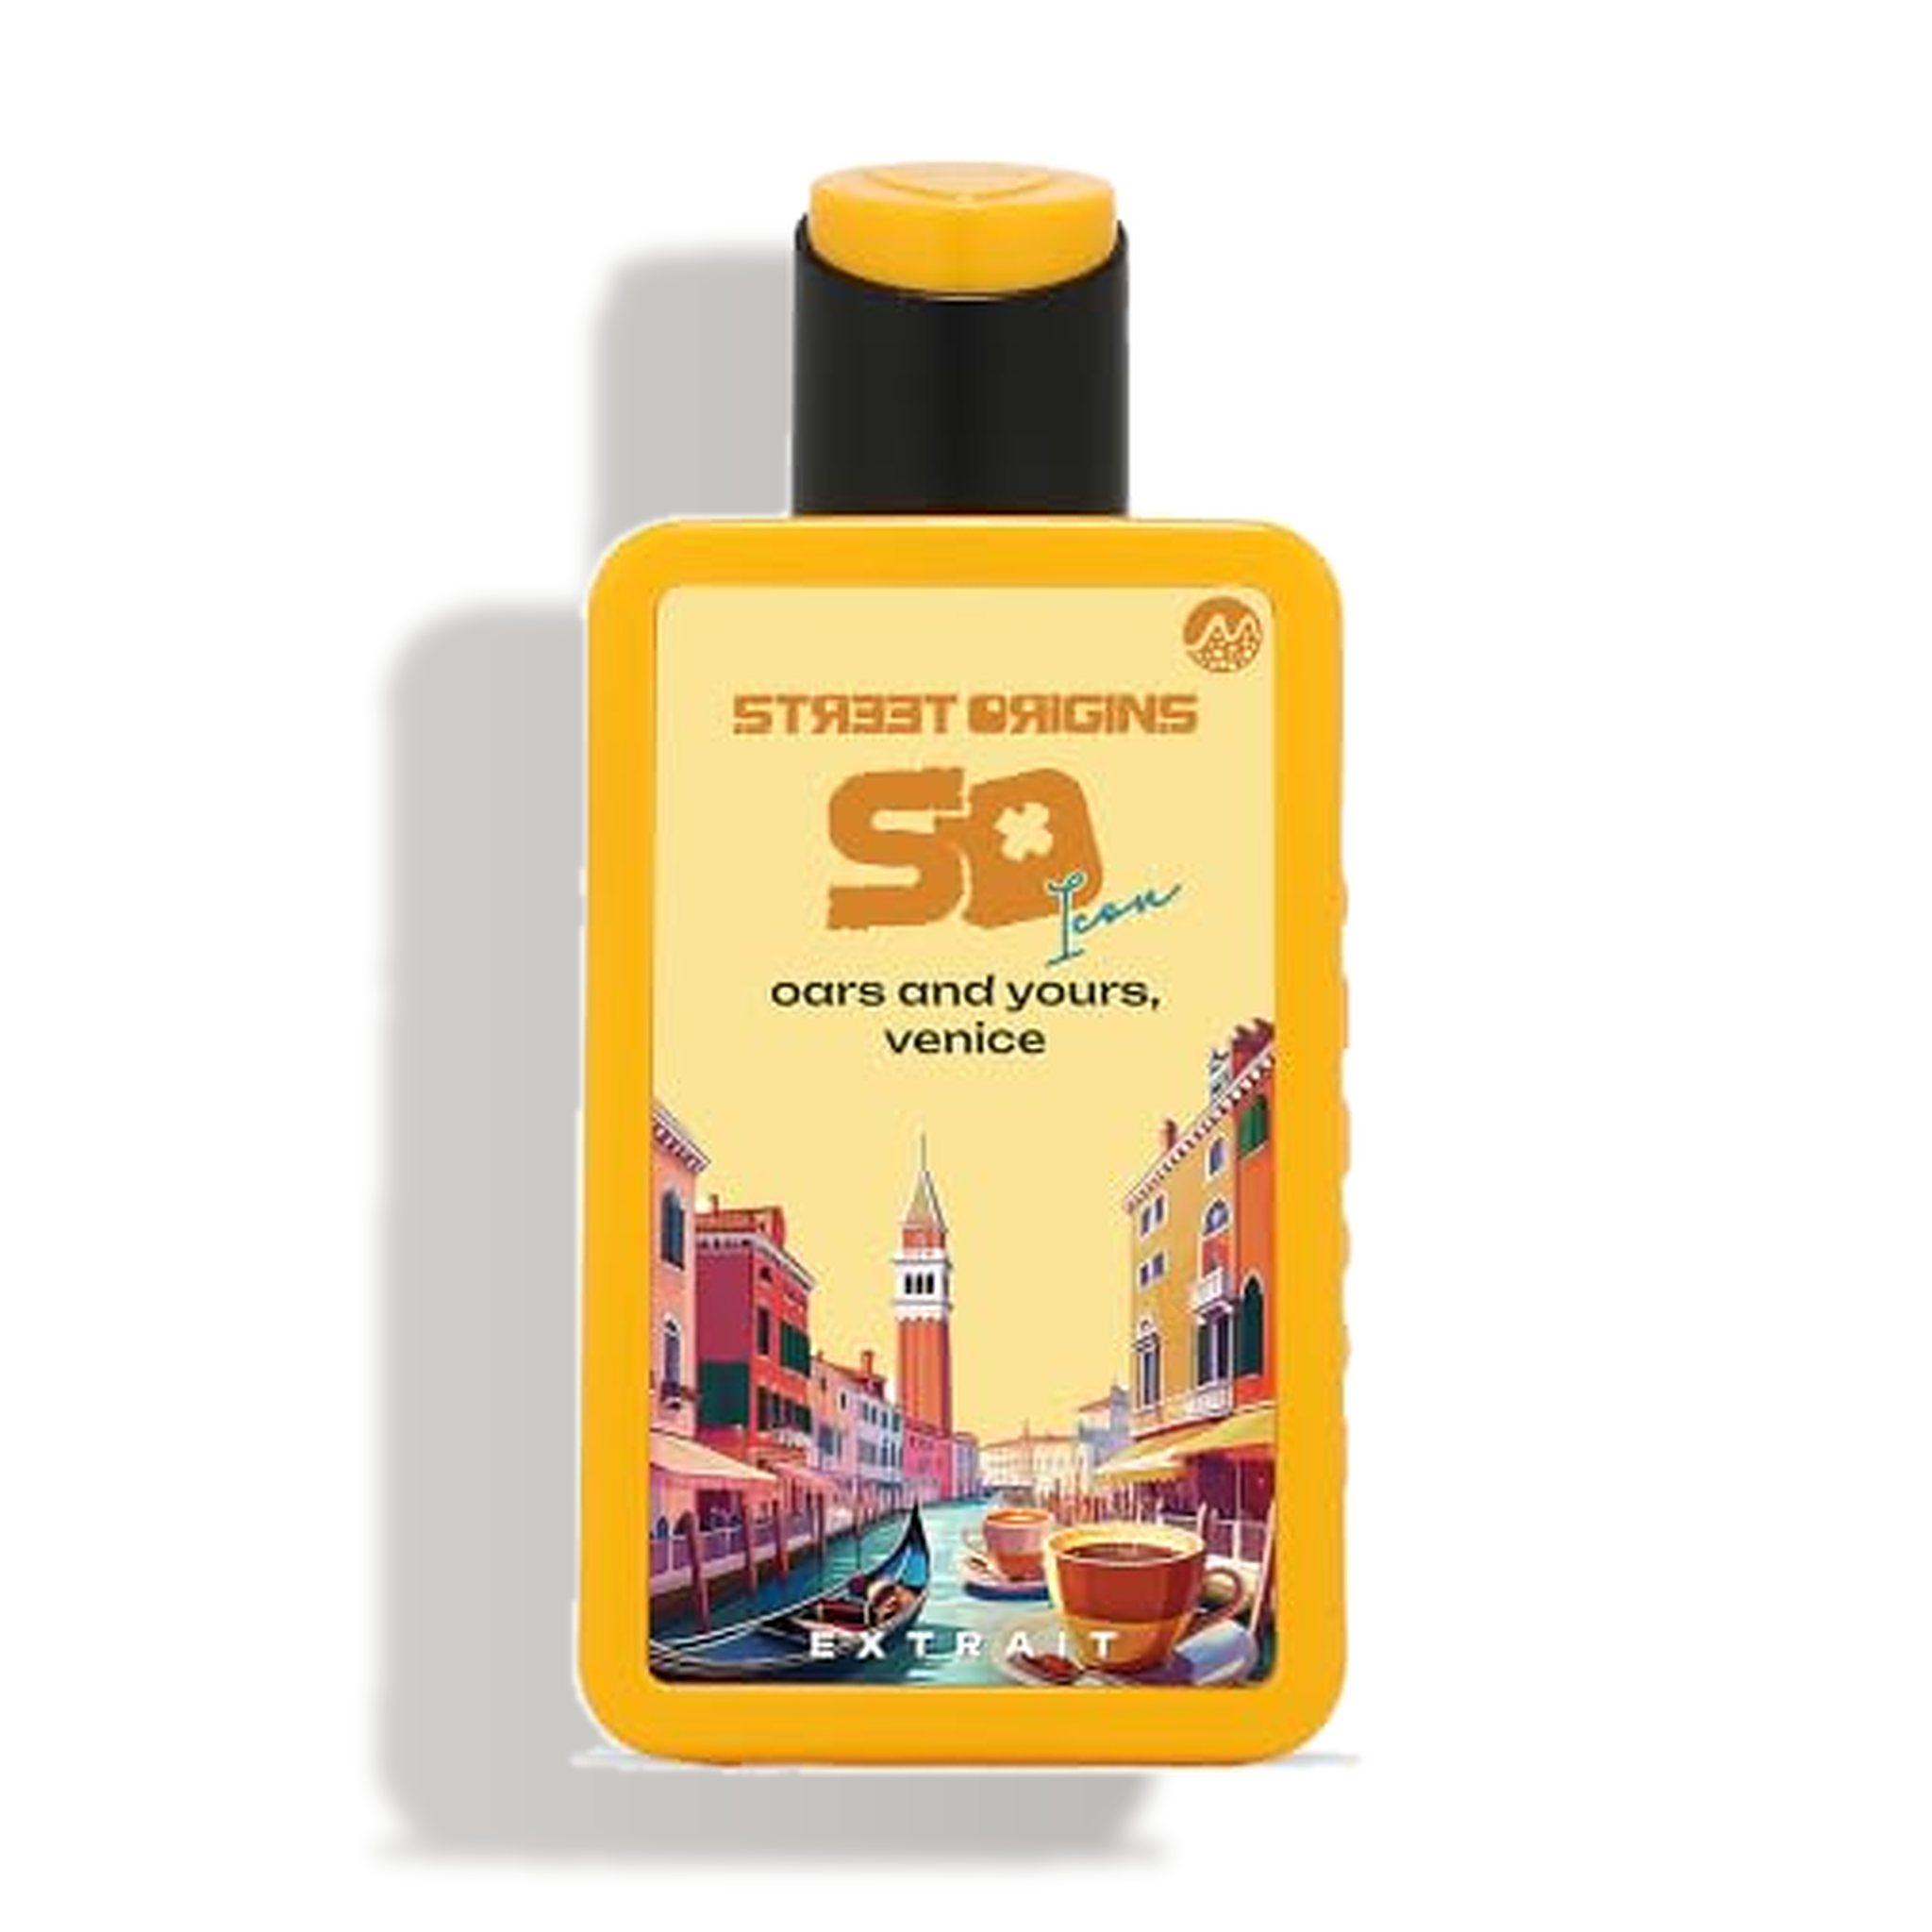 STREET ORIGINS
SO
Icon
oars and yours,
venice
EXTRAIT